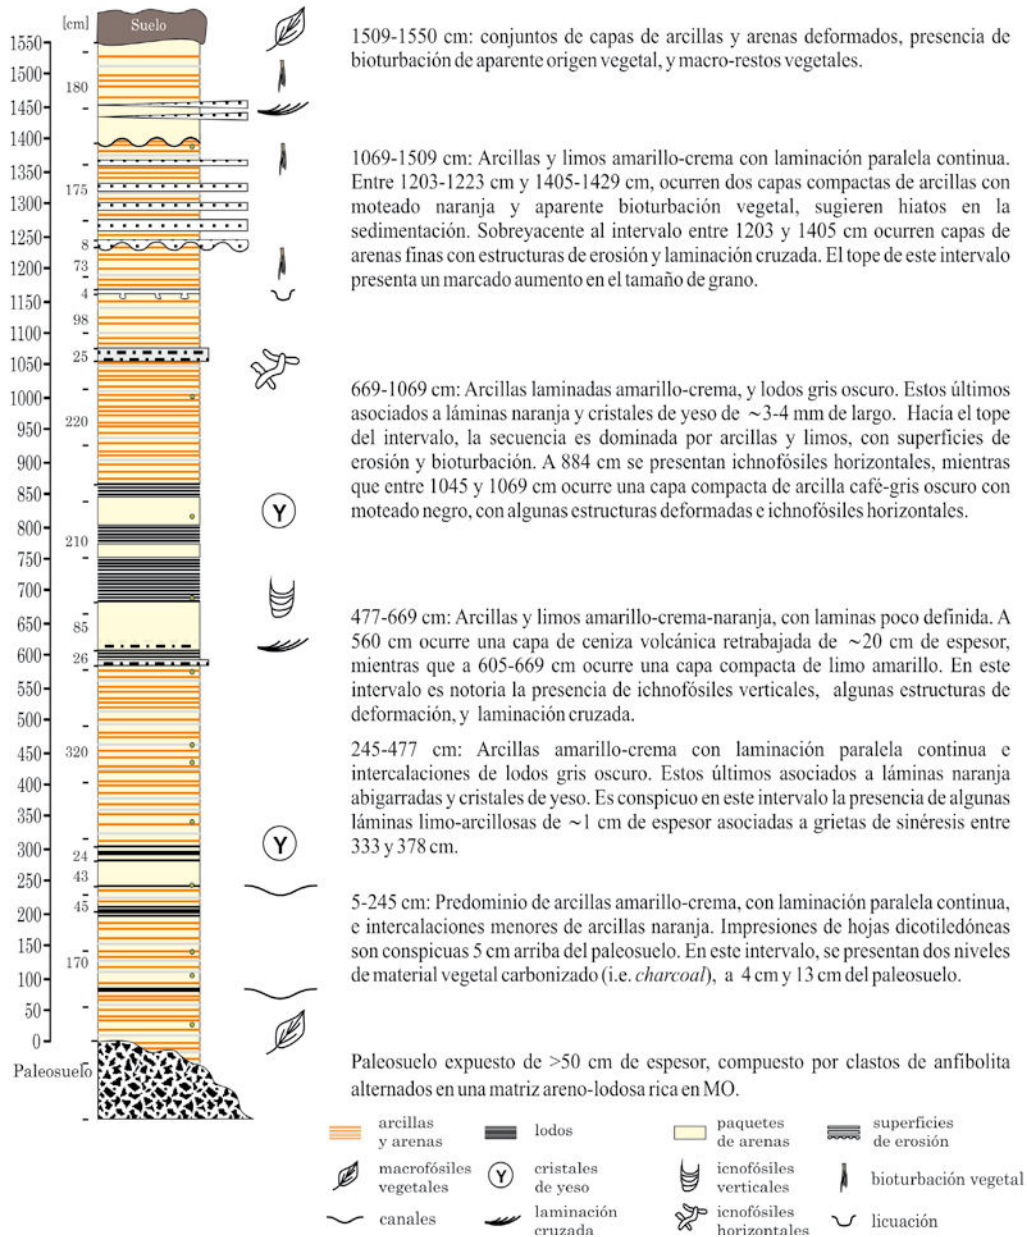 [cm]
Suelo
1550
1500
1450
1400
1350
1300
1250
1200
1150
1100
1050
1000
950
900
850
800
750
700
650
600
550
500
450
400
350
300
250
200
150
100
50
0
Paleosuelo
180
175
8
73
4
98
25
220
210
85
26
320
24
43
45
170
Y
Y
1509-1550 cm: conjuntos de capas de arcillas y arenas deformados, presencia de
bioturbación de aparente origen vegetal, y macro-restos vegetales.
1069-1509 cm: Arcillas y limos amarillo-crema con laminación paralela continua.
Entre 1203-1223 cm y 1405-1429 cm, ocurren dos capas compactas de arcillas con
moteado naranja y aparente bioturbación vegetal, sugieren hiatos en la
sedimentación. Sobreyacente al intervalo entre 1203 y 1405 cm ocurren capas de
arenas finas con estructuras de erosión y laminación cruzada. El tope de este intervalo
presenta un marcado aumento en el tamaño de grano.
669-1069 cm: Arcillas laminadas amarillo-crema, y lodos gris oscuro. Estos últimos
asociados a láminas naranja y cristales de yeso de ~3-4 mm de largo. Hacía el tope
del intervalo, la secuencia es dominada por arcillas y limos, con superficies de
erosión y bioturbación. A 884 cm se presentan ichnofósiles horizontales, mientras
que entre 1045 y 1069 cm ocurre una capa compacta de arcilla café-gris oscuro con
moteado negro, con algunas estructuras deformadas e ichnofósiles horizontales.
477-669 cm: Arcillas y limos amarillo-crema-naranja, con laminas poco definida. A
560 cm ocurre una capa de ceniza volcánica retrabajada de ~20 cm de espesor,
mientras que a 605-669 cm ocurre una capa compacta de limo amarillo. En este
intervalo es notoria la presencia de ichnofósiles verticales, algunas estructuras de
deformación, y laminación cruzada.
245-477 cm: Arcillas amarillo-crema con laminación paralela continua e
intercalaciones de lodos gris oscuro. Estos últimos asociados a láminas naranja
abigarradas y cristales de yeso. Es conspicuo en este intervalo la presencia de algunas
láminas limo-arcillosas de ~1 cm de espesor asociadas a grietas de sinéresis entre
333 y 378 cm.
5-245 cm: Predominio de arcillas amarillo-crema, con laminación paralela continua,
e intercalaciones menores de arcillas naranja. Impresiones de hojas dicotiledóneas
son conspicuas 5 cm arriba del paleosuelo. En este intervalo, se presentan dos niveles
de material vegetal carbonizado (i.e. charcoal), a 4 cm y 13 cm del paleosuelo.
Paleosuelo expuesto de >50 cm de espesor, compuesto por clastos de anfibolita
alternados en una matriz areno-lodosa rica en MO.
arcillas
y arenas
lodos
paquetes
de arenas
superficies
de erosión
macrofósiles
vegetales
Y
cristales
de yeso
icnofósiles
verticales
bioturbación vegetal
canales
laminación
cruzada
icnofósiles
horizontales
licuación